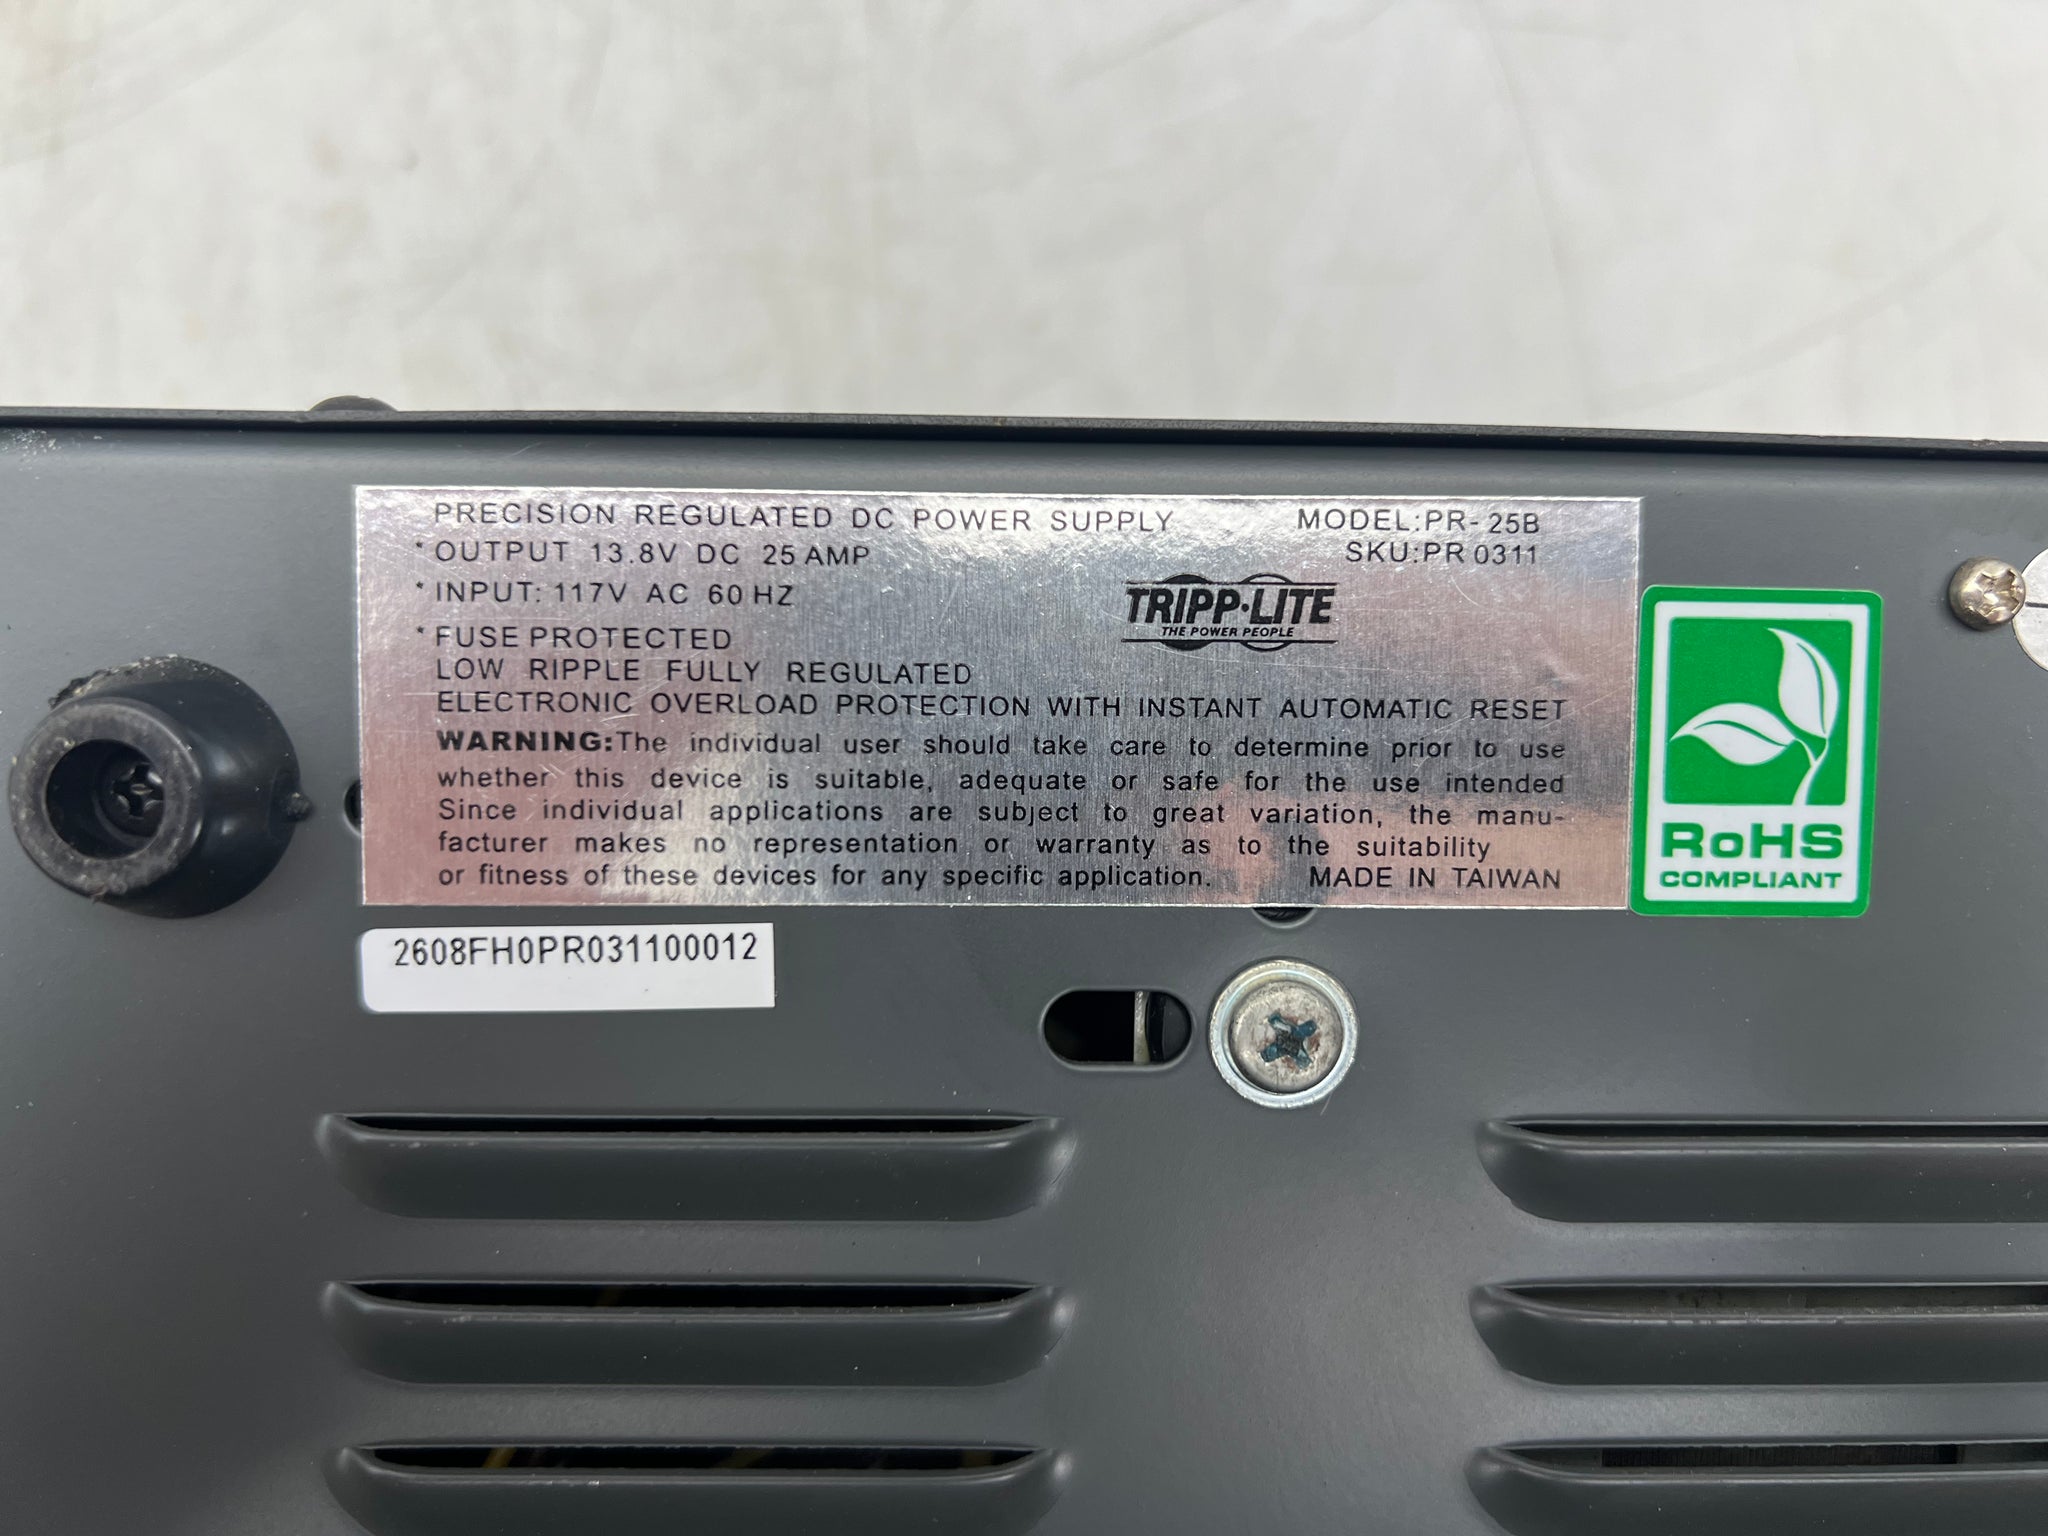 PRECISION REGULATED DC POWER SUPPLY MODEL:PR-25B
*OUTPUT 13.8V DC 25 AMP SKU:PR 0311
*INPUT: 117V AC 60 HZ
TRIPP·LITE
THE POWER PEOPLE
*FUSE PROTECTED
LOW RIPPLE FULLY REGULATED
ELECTRONIC OVERLOAD PROTECTION WITH INSTANT AUTOMATIC RESET
WARNING:The individual user should take care to determine prior to use
whether this device is suitable, adequate or safe for the use intended
Since individual applications are subject to great variation, the manu-
facturer makes no representation or warranty as to the suitability
or fitness of these devices for any specific application. MADE IN TAIWAN
RoHS
COMPLIANT
2608FH0PR031100012